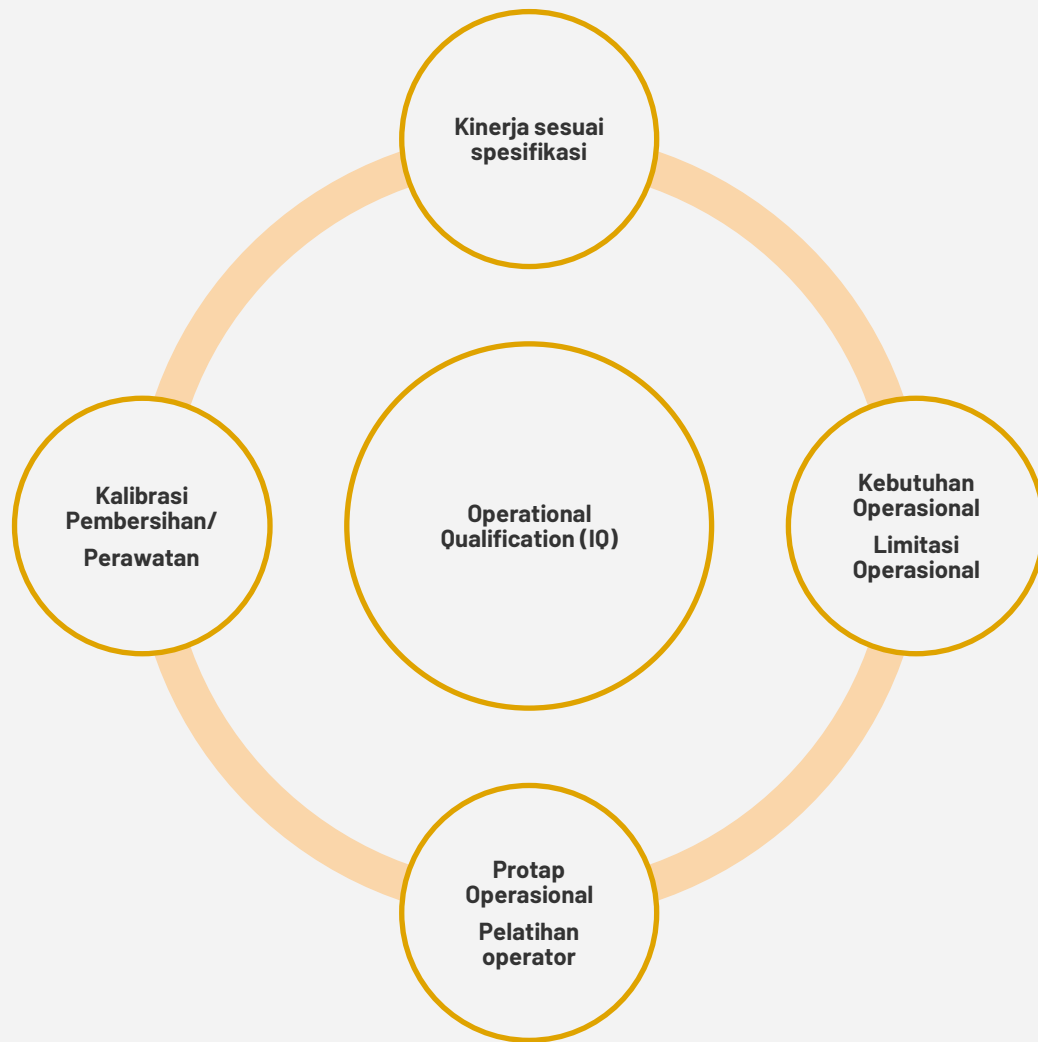 Kinerja sesuai
spesifikasi
Kalibrasi
Pembersihan/
Perawatan
Operational
Qualification (IQ)
Kebutuhan
Operasional
Limitasi
Operasional
Protap
Operasional
Pelatihan
operator